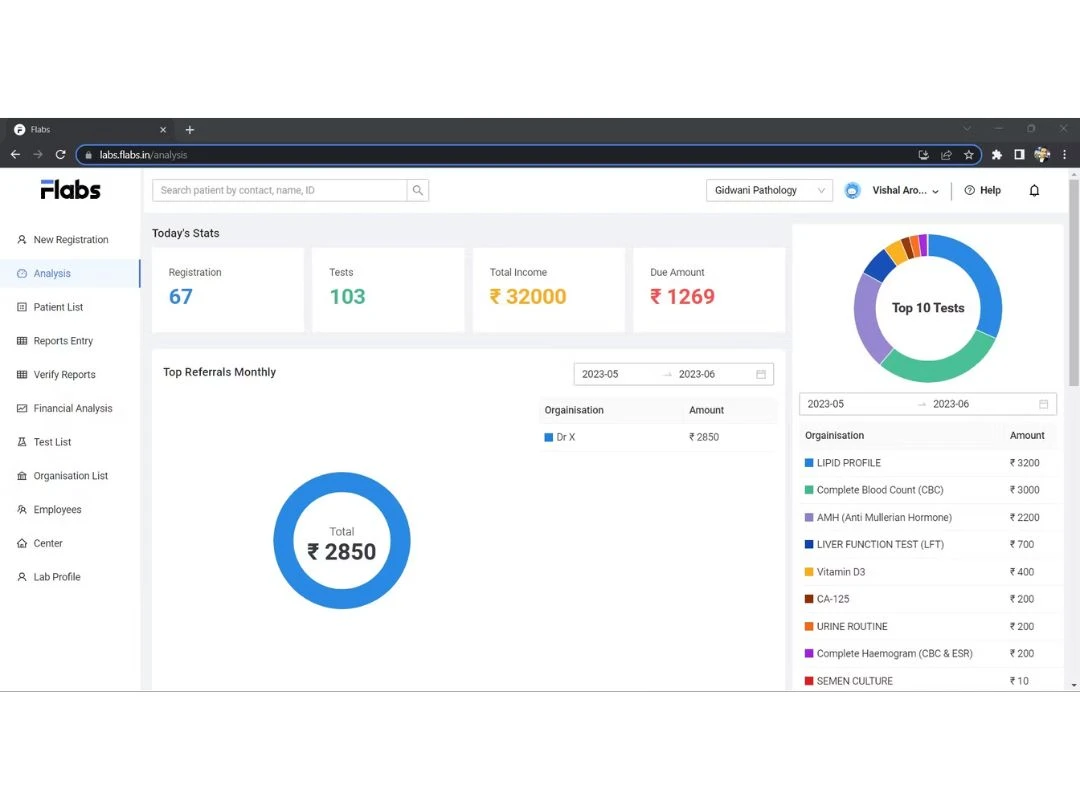 Flabs
labs.flabs.in/analysis
Flabs
Search patient by contact, name, ID
Gidwani Pathology
Vishal Aro...
Help
New Registration
Analysis
Patient List
Reports Entry
Verify Reports
Financial Analysis
Test List
Organisation List
Employees
Center
Lab Profile
Today's Stats
Registration
67
Tests
103
Total Income
₹ 32000
Due Amount
₹ 1269
Top Referrals Monthly
2023-05 → 2023-06
Orgainisation Amount
Dr X ₹ 2850
Total
₹ 2850
Top 10 Tests
2023-05 → 2023-06
Orgainisation Amount
LIPID PROFILE ₹ 3200
Complete Blood Count (CBC) ₹ 3000
AMH (Anti Mullerian Hormone) ₹ 2200
LIVER FUNCTION TEST (LFT) ₹ 700
Vitamin D3 ₹ 400
CA-125 ₹ 200
URINE ROUTINE ₹ 200
Complete Haemogram (CBC & ESR) ₹ 200
SEMEN CULTURE ₹ 10